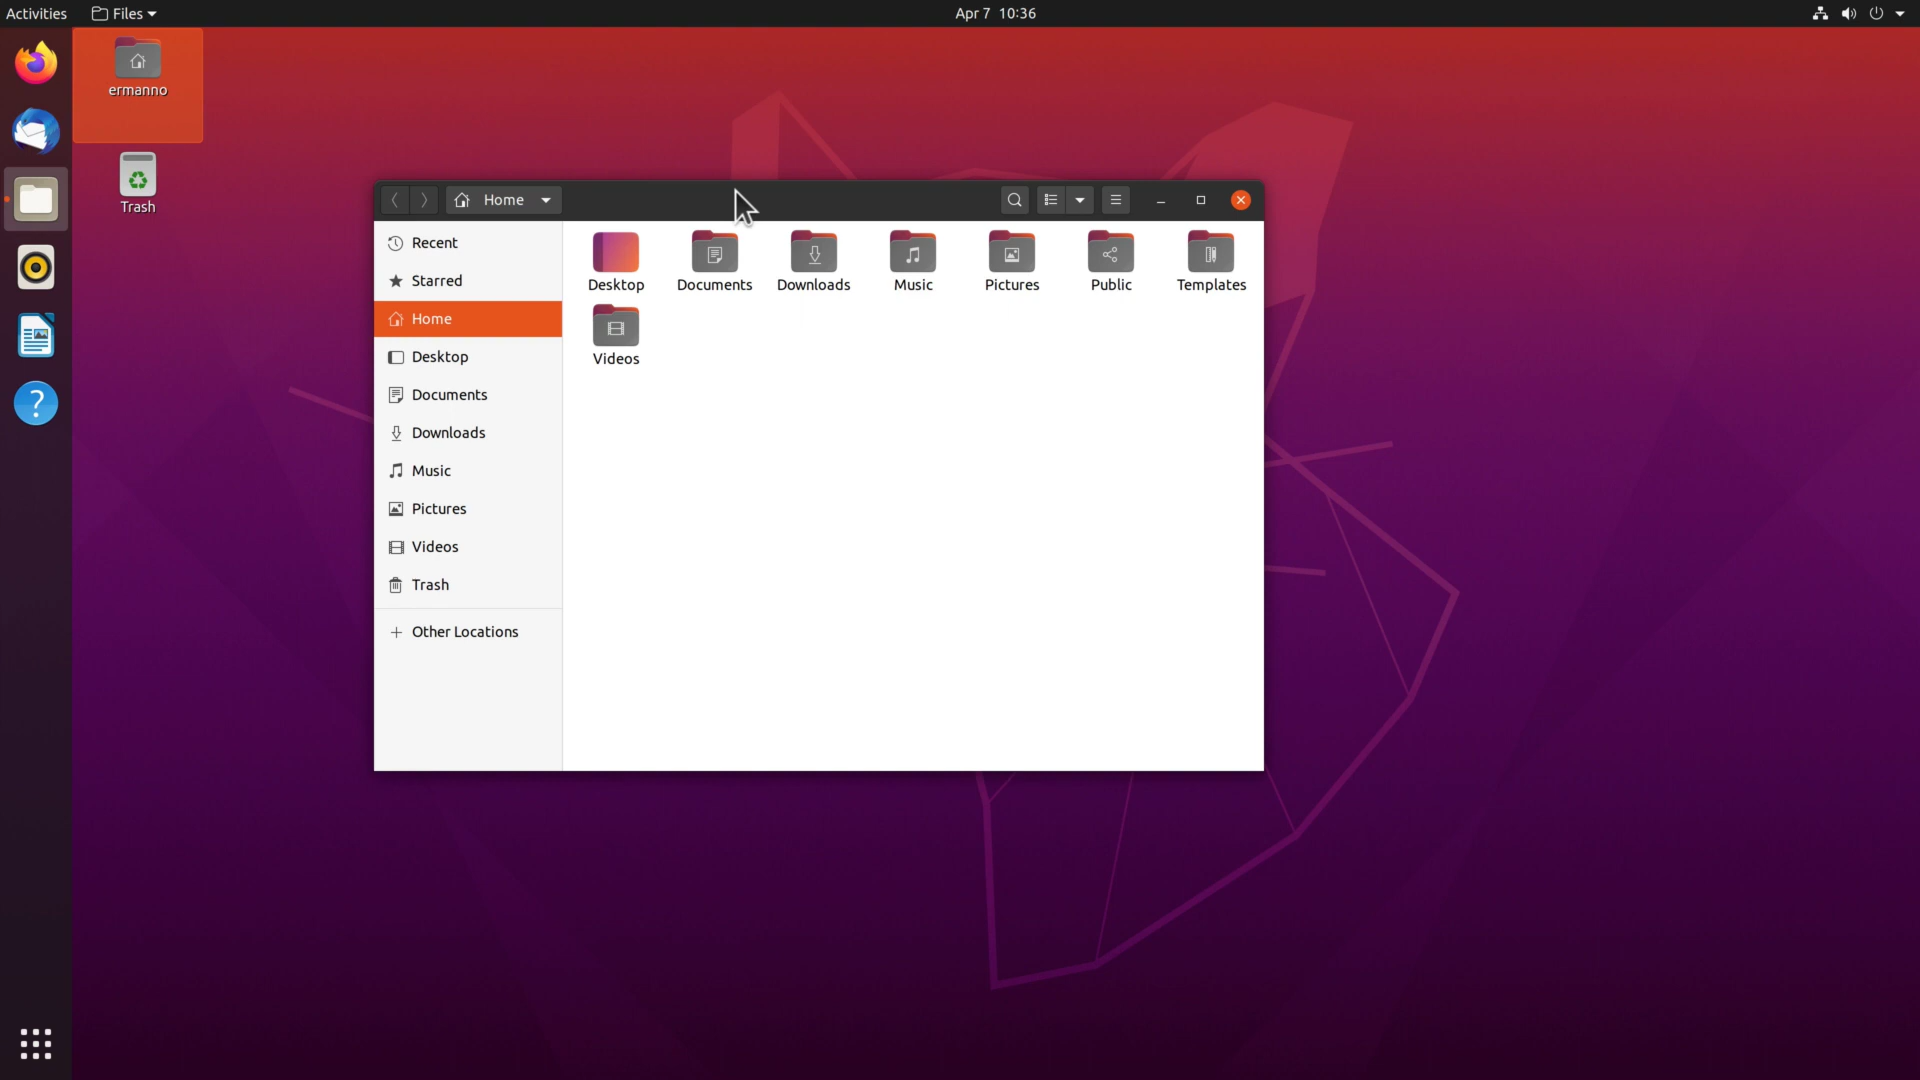 Activities Files Apr 7 10:36
ermanno
Trash
Home
Recent
Starred
Home
Desktop
Documents
Downloads
Music
Pictures
Videos
Trash
Other Locations
Desktop Documents Downloads Music Pictures Public Templates
Videos
?